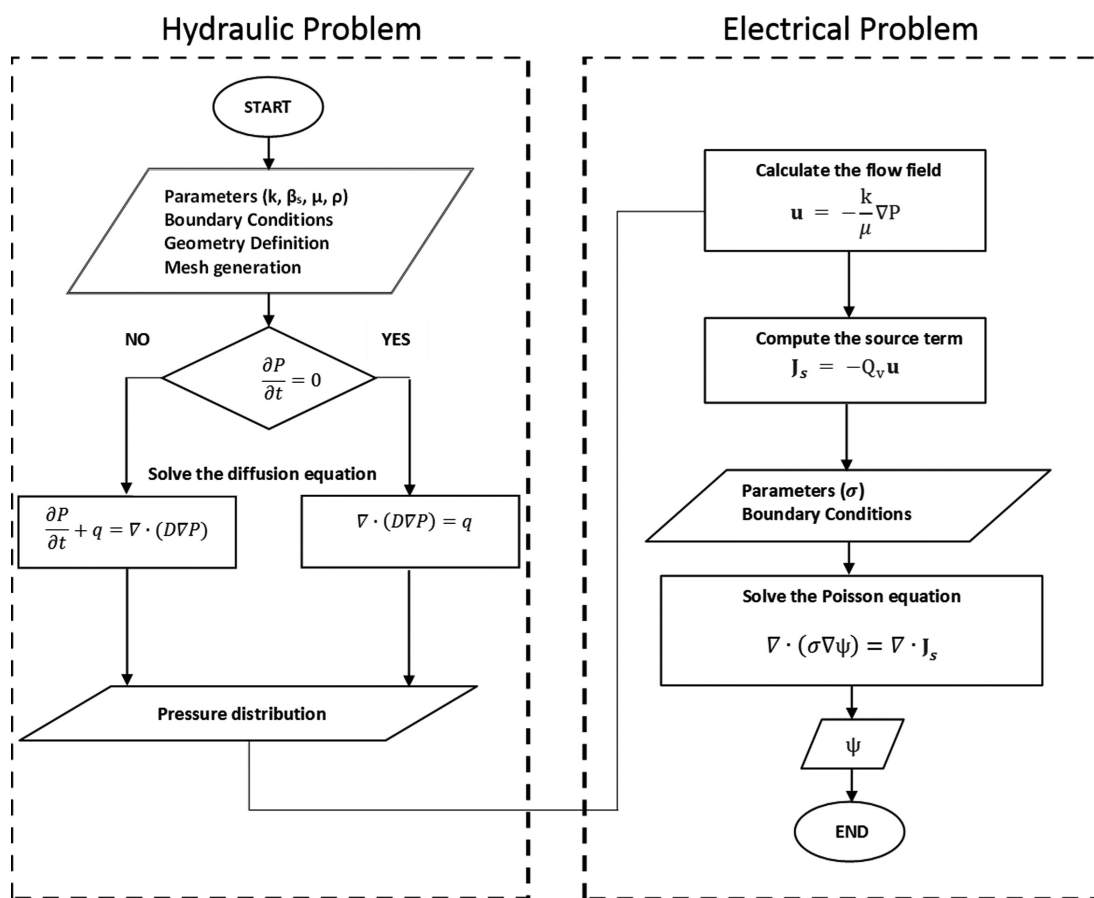 Hydraulic Problem
START
Parameters (k, βₛ, μ, ρ)
Boundary Conditions
Geometry Definition
Mesh generation
NO
YES
∂P/∂t = 0
Solve the diffusion equation
∂P/∂t + q = ∇ · (D∇P)
∇ · (D∇P) = q
Pressure distribution
Electrical Problem
Calculate the flow field
u = −k/μ ∇P
Compute the source term
Jₛ = −Qᵥu
Parameters (σ)
Boundary Conditions
Solve the Poisson equation
∇ · (σ∇ψ) = ∇ · Jₛ
ψ
END